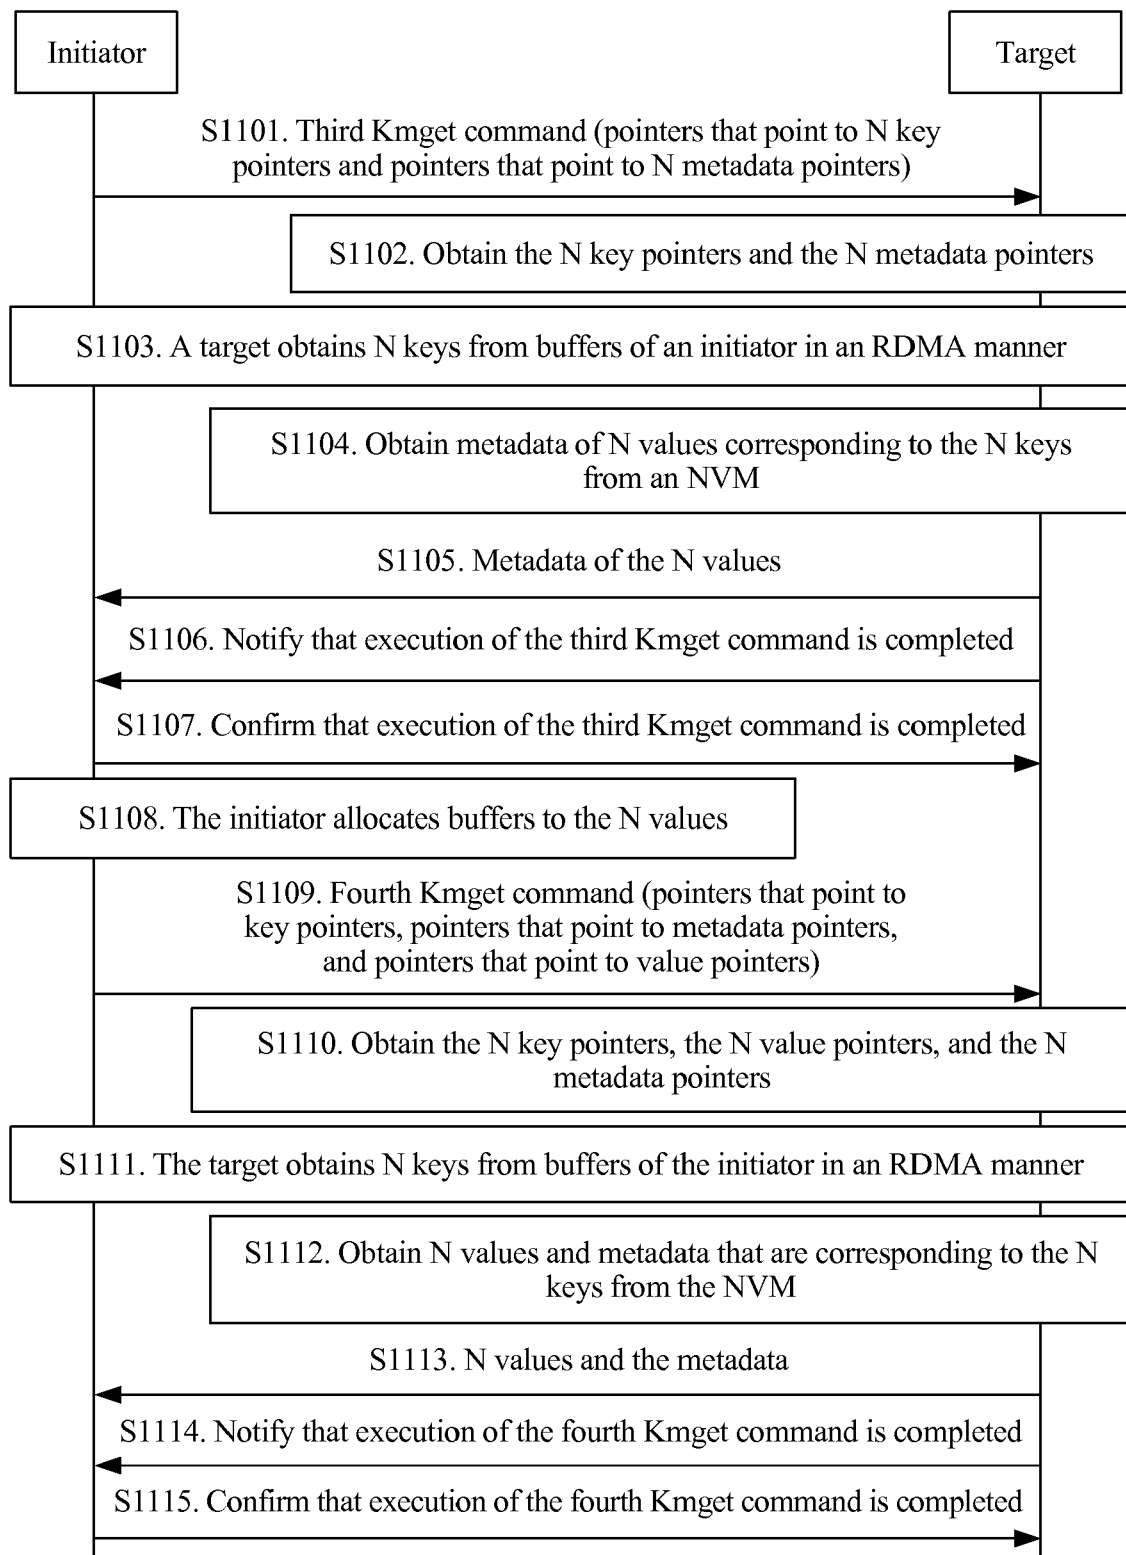 Initiator
Target
S1101. Third Kmget command (pointers that point to N key
pointers and pointers that point to N metadata pointers)
S1102. Obtain the N key pointers and the N metadata pointers
S1103. A target obtains N keys from buffers of an initiator in an RDMA manner
S1104. Obtain metadata of N values corresponding to the N keys
from an NVM
S1105. Metadata of the N values
S1106. Notify that execution of the third Kmget command is completed
S1107. Confirm that execution of the third Kmget command is completed
S1108. The initiator allocates buffers to the N values
S1109. Fourth Kmget command (pointers that point to
key pointers, pointers that point to metadata pointers,
and pointers that point to value pointers)
S1110. Obtain the N key pointers, the N value pointers, and the N
metadata pointers
S1111. The target obtains N keys from buffers of the initiator in an RDMA manner
S1112. Obtain N values and metadata that are corresponding to the N
keys from the NVM
S1113. N values and the metadata
S1114. Notify that execution of the fourth Kmget command is completed
S1115. Confirm that execution of the fourth Kmget command is completed